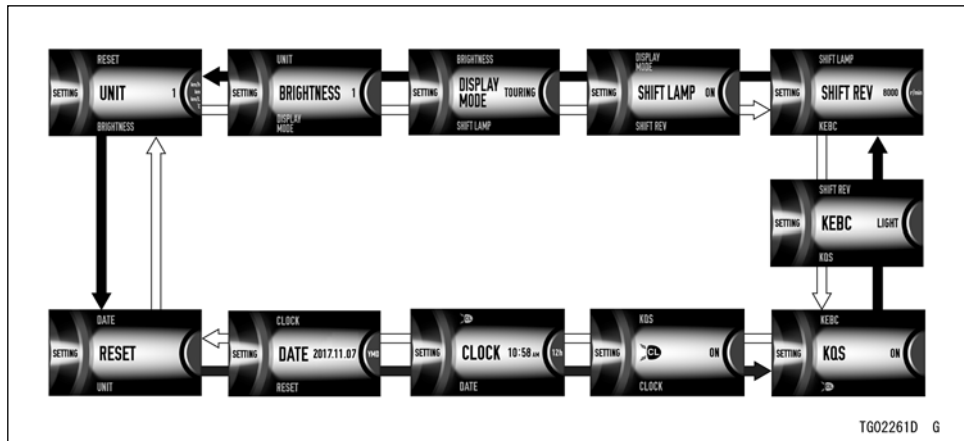 RESET
SETTING UNIT 1
BRIGHTNESS
UNIT
SETTING BRIGHTNESS 1
DISPLAY
MODE
BRIGHTNESS
SETTING DISPLAY
MODE TOURING
SHIFT LAMP
DISPLAY
MODE
SETTING SHIFT LAMP ON
SHIFT REV
SHIFT LAMP
SETTING SHIFT REV 8000 r/min
KEBC
SHIFT REV
SETTING KEBC LIGHT
KQS
DATE
SETTING RESET
UNIT
CLOCK
SETTING DATE 2017.11.07 YMD
RESET
SETTING CLOCK 10:58 AM 12h
DATE
KQS
SETTING CL ON
CLOCK
KEBC
SETTING KQS ON
TG02261D G